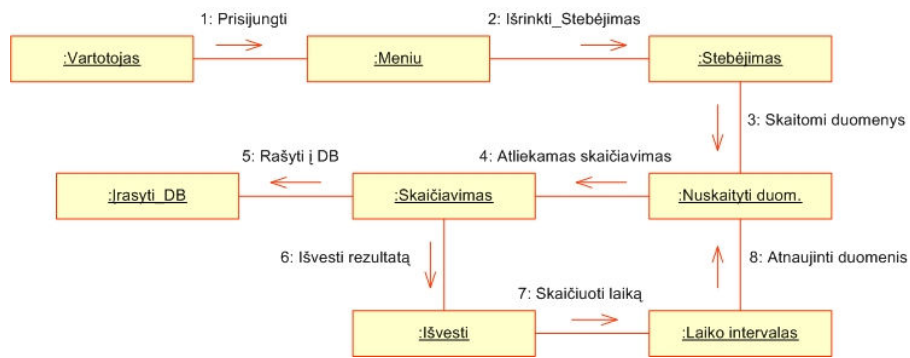 1: Prisijungti
2: Išrinkti_Stebėjimas
:Vartotojas
:Meniu
:Stebėjimas
3: Skaitomi duomenys
5: Rašyti į DB
4: Atliekamas skaičiavimas
:Įrasyti_DB
:Skaičiavimas
:Nuskaityti duom.
6: Išvesti rezultatą
8: Atnaujinti duomenis
7: Skaičiuoti laiką
:Išvesti
:Laiko intervalas